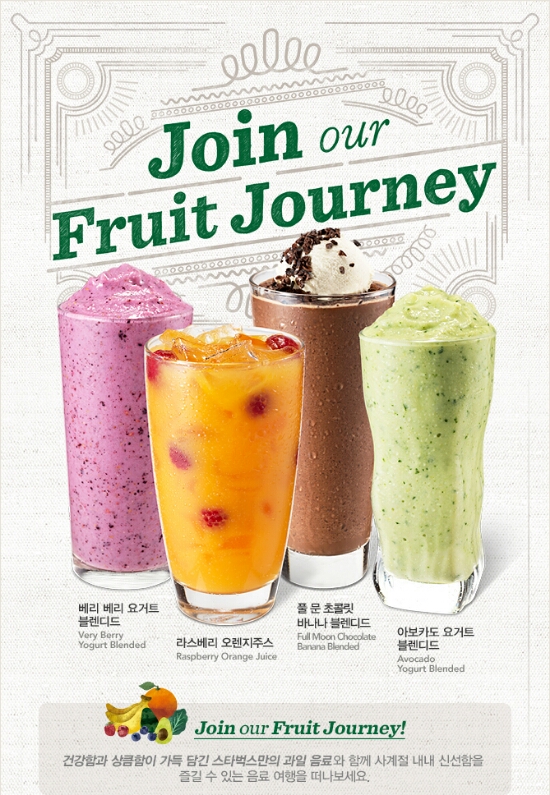 Join our
Fruit Journey
베리 베리 요거트
블렌디드
Very Berry
Yogurt Blended
라스베리 오렌지주스
Raspberry Orange Juice
풀 문 초콜릿
바나나 블렌디드
Full Moon Chocolate
Banana Blended
아보카도 요거트
블렌디드
Avocado
Yogurt Blended
Join our Fruit Journey!
건강함과 상큼함이 가득 담긴 스타벅스만의 과일 음료와 함께 사계절 내내 신선함을
즐길 수 있는 음료 여행을 떠나보세요.